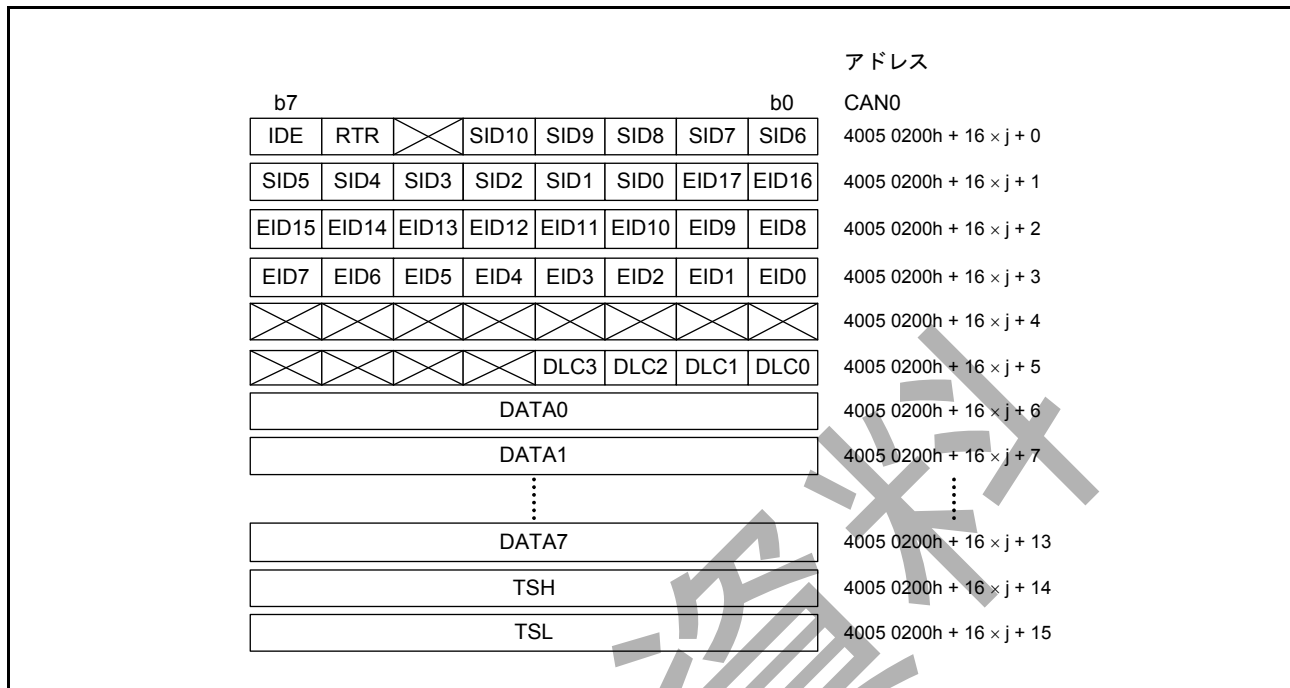 アドレス
b7 b0 CAN0
IDE RTR SID10 SID9 SID8 SID7 SID6 4005 0200h + 16 × j + 0
SID5 SID4 SID3 SID2 SID1 SID0 EID17 EID16 4005 0200h + 16 × j + 1
EID15 EID14 EID13 EID12 EID11 EID10 EID9 EID8 4005 0200h + 16 × j + 2
EID7 EID6 EID5 EID4 EID3 EID2 EID1 EID0 4005 0200h + 16 × j + 3
4005 0200h + 16 × j + 4
DLC3 DLC2 DLC1 DLC0 4005 0200h + 16 × j + 5
DATA0 4005 0200h + 16 × j + 6
DATA1 4005 0200h + 16 × j + 7
DATA7 4005 0200h + 16 × j + 13
TSH 4005 0200h + 16 × j + 14
TSL 4005 0200h + 16 × j + 15
資料